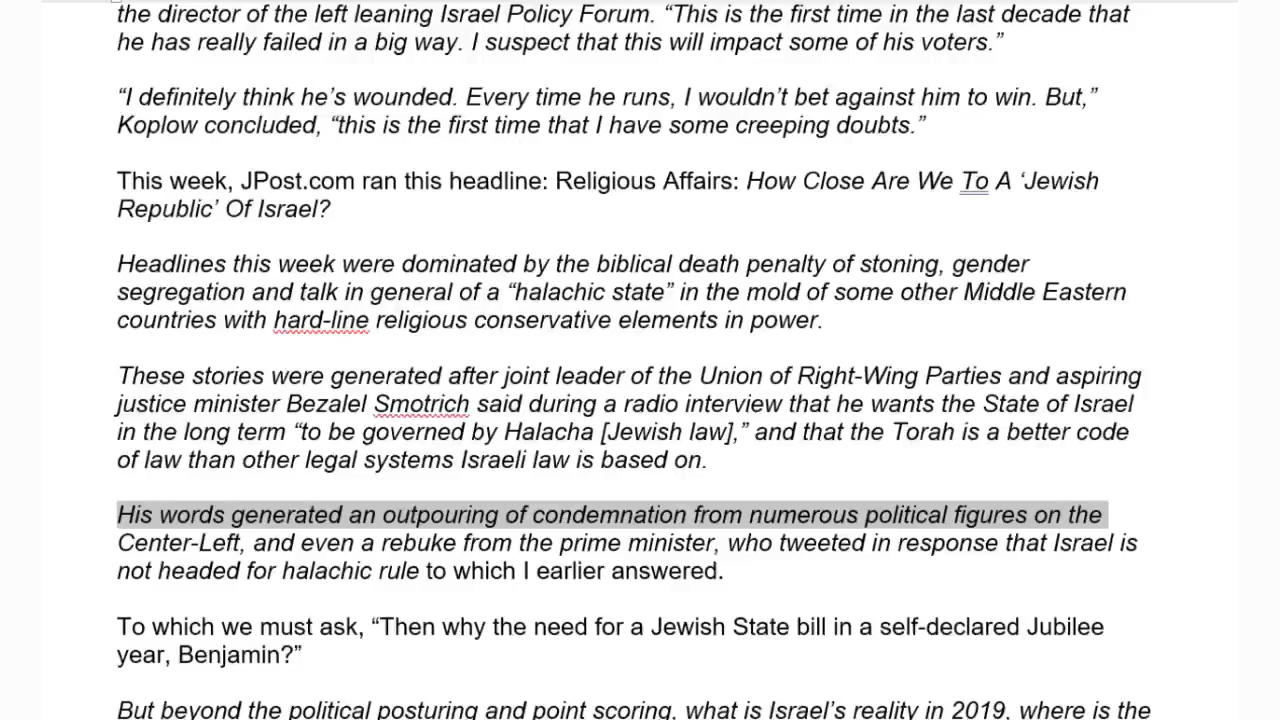 the director of the left leaning Israel Policy Forum. “This is the first time in the last decade that
he has really failed in a big way. I suspect that this will impact some of his voters.”
“I definitely think he’s wounded. Every time he runs, I wouldn’t bet against him to win. But,”
Koplow concluded, “this is the first time that I have some creeping doubts.”
This week, JPost.com ran this headline: Religious Affairs: How Close Are We To A ‘Jewish
Republic’ Of Israel?
Headlines this week were dominated by the biblical death penalty of stoning, gender
segregation and talk in general of a “halachic state” in the mold of some other Middle Eastern
countries with hard-line religious conservative elements in power.
These stories were generated after joint leader of the Union of Right-Wing Parties and aspiring
justice minister Bezalel Smotrich said during a radio interview that he wants the State of Israel
in the long term “to be governed by Halacha [Jewish law],” and that the Torah is a better code
of law than other legal systems Israeli law is based on.
His words generated an outpouring of condemnation from numerous political figures on the
Center-Left, and even a rebuke from the prime minister, who tweeted in response that Israel is
not headed for halachic rule to which I earlier answered.
To which we must ask, “Then why the need for a Jewish State bill in a self-declared Jubilee
year, Benjamin?”
But beyond the political posturing and point scoring, what is Israel’s reality in 2019, where is the